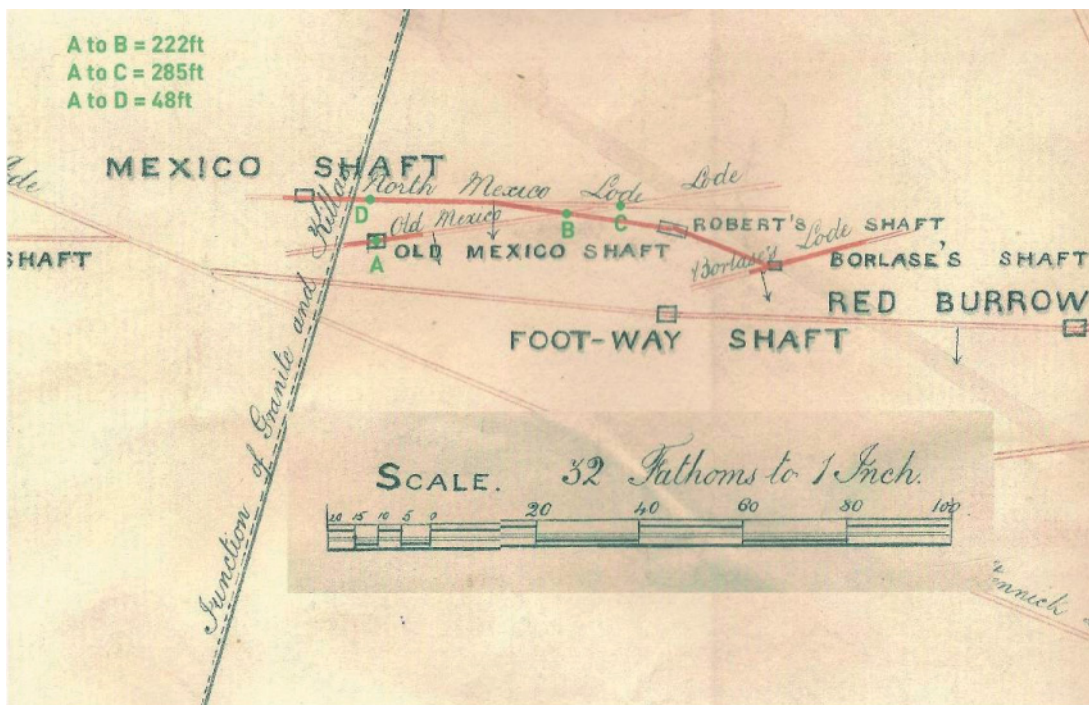 A to B = 222ft
A to C = 285ft
A to D = 48ft
MEXICO SHAFT
North Mexico Lode Lode
D
B
C
ROBERT'S SHAFT
Old Mexico
A
OLD MEXICO SHAFT
SHAFT
Borlase's Lode
BORLASE'S SHAFT
RED BURROW
FOOT-WAY SHAFT
Junction of Granite and Killas
SCALE. 32 Fathoms to 1 Inch.
20 15 10 5 0 20 40 60 80 100